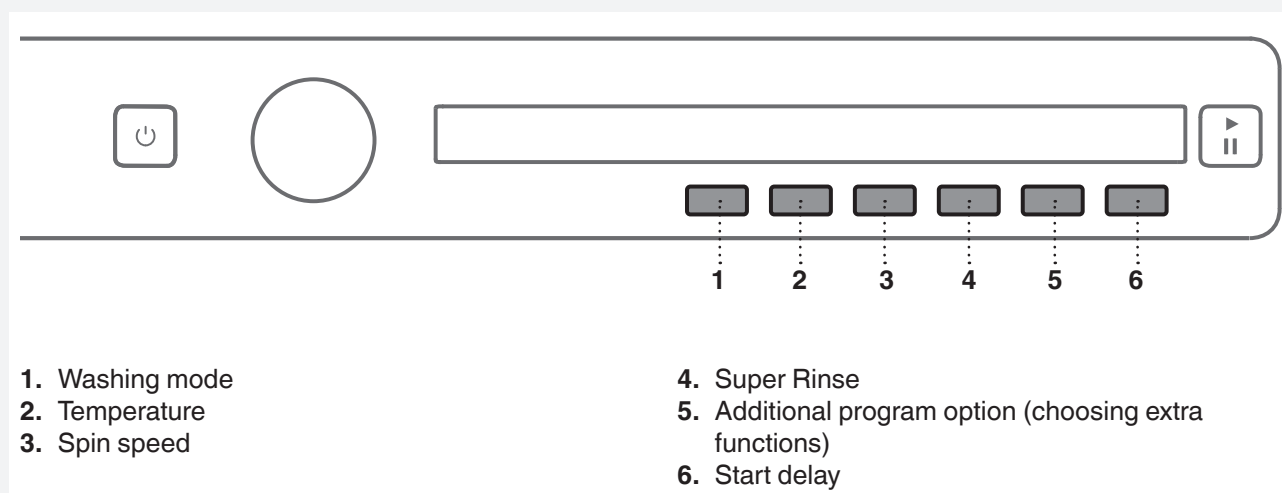 1 2 3 4 5 6
1. Washing mode
2. Temperature
3. Spin speed
4. Super Rinse
5. Additional program option (choosing extra
functions)
6. Start delay